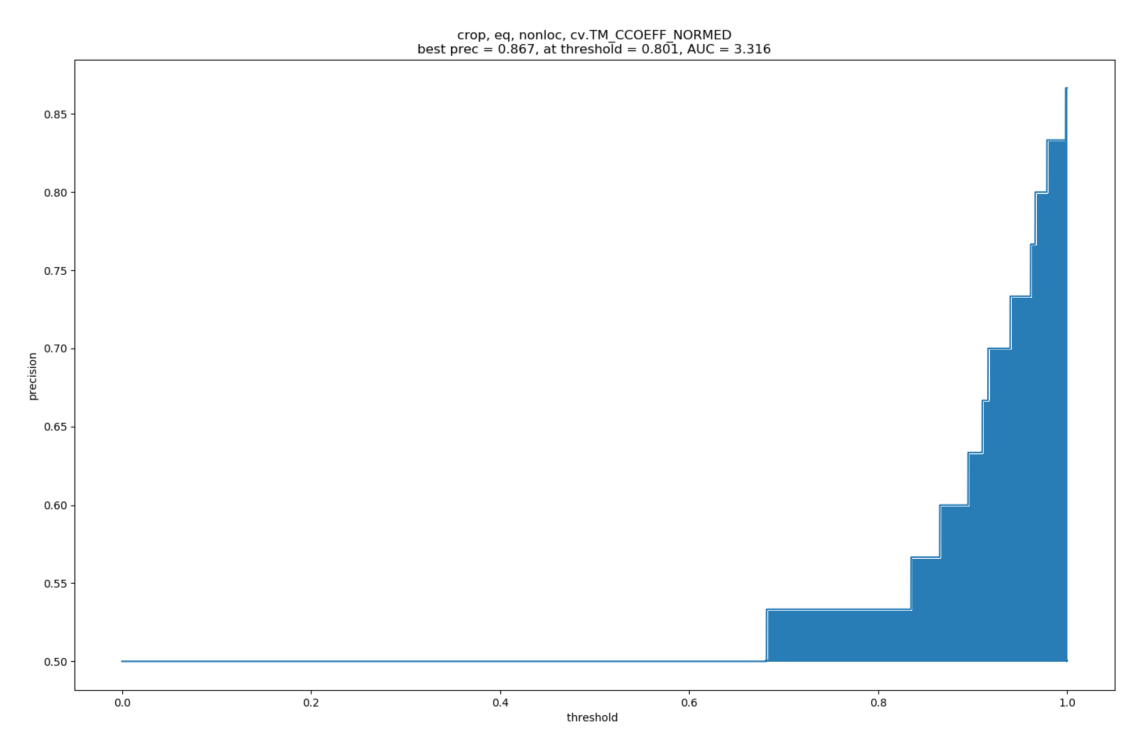 crop, eq, nonloc, cv.TM_CCOEFF_NORMED
best prec = 0.867, at threshold = 0.801, AUC = 3.316
0.85
0.80
0.75
0.70
0.65
0.60
0.55
0.50
precision
0.0 0.2 0.4 0.6 0.8 1.0
threshold